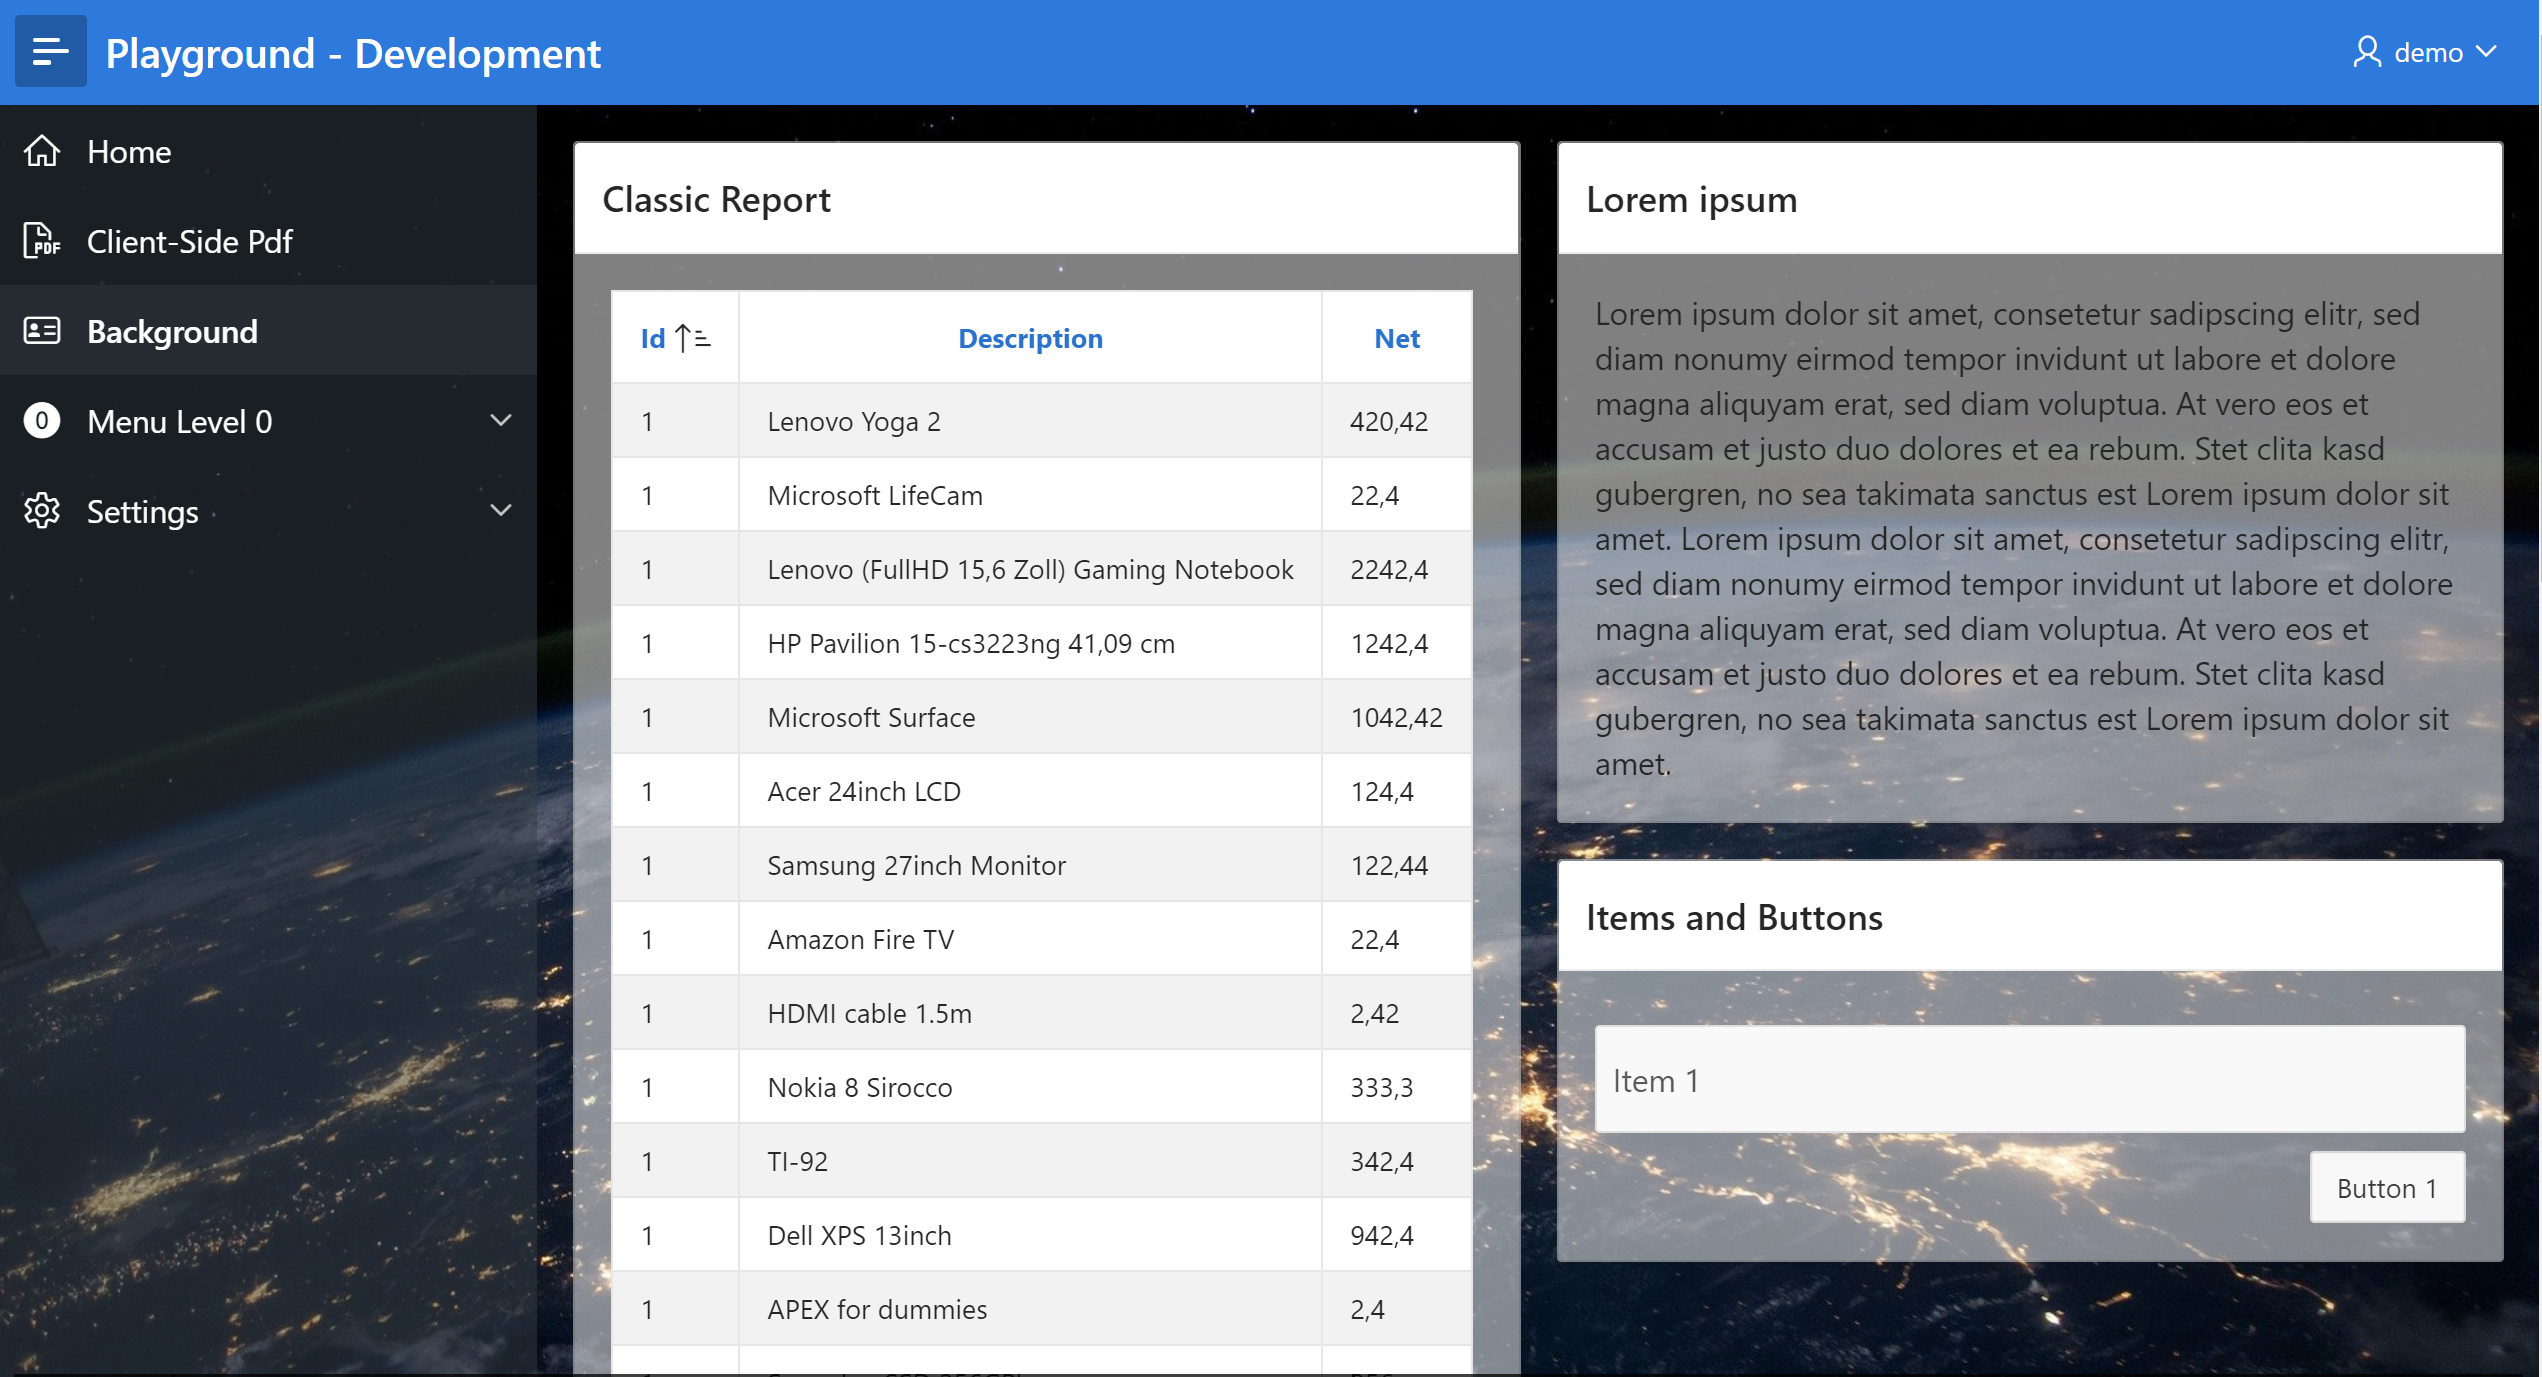 Playground - Development
demo
Home
PDF Client-Side Pdf
Background
0 Menu Level 0
Settings
Classic Report
Id Description Net
1 Lenovo Yoga 2 420,42
1 Microsoft LifeCam 22,4
1 Lenovo (FullHD 15,6 Zoll) Gaming Notebook 2242,4
1 HP Pavilion 15-cs3223ng 41,09 cm 1242,4
1 Microsoft Surface 1042,42
1 Acer 24inch LCD 124,4
1 Samsung 27inch Monitor 122,44
1 Amazon Fire TV 22,4
1 HDMI cable 1.5m 2,42
1 Nokia 8 Sirocco 333,3
1 TI-92 342,4
1 Dell XPS 13inch 942,4
1 APEX for dummies 2,4
Lorem ipsum
Lorem ipsum dolor sit amet, consetetur sadipscing elitr, sed
diam nonumy eirmod tempor invidunt ut labore et dolore
magna aliquyam erat, sed diam voluptua. At vero eos et
accusam et justo duo dolores et ea rebum. Stet clita kasd
gubergren, no sea takimata sanctus est Lorem ipsum dolor sit
amet. Lorem ipsum dolor sit amet, consetetur sadipscing elitr,
sed diam nonumy eirmod tempor invidunt ut labore et dolore
magna aliquyam erat, sed diam voluptua. At vero eos et
accusam et justo duo dolores et ea rebum. Stet clita kasd
gubergren, no sea takimata sanctus est Lorem ipsum dolor sit
amet.
Items and Buttons
Item 1
Button 1